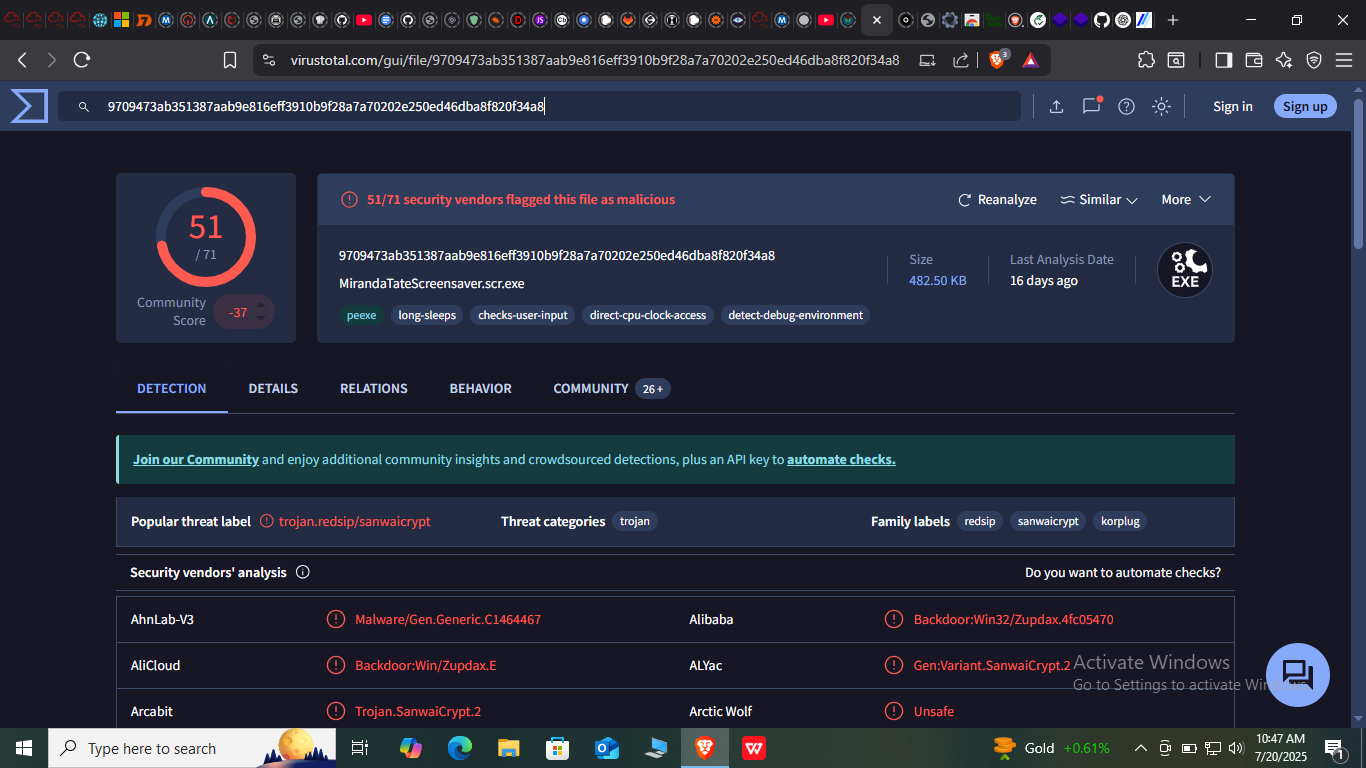 virustotal.com/gui/file/9709473ab351387aab9e816eff3910b9f28a7a70202e250ed46dba8f820f34a8
3
9709473ab351387aab9e816eff3910b9f28a7a70202e250ed46dba8f820f34a8
Sign in
Sign up
51
/ 71
Community Score
-37
51/71 security vendors flagged this file as malicious
Reanalyze
Similar
More
9709473ab351387aab9e816eff3910b9f28a7a70202e250ed46dba8f820f34a8
MirandaTateScreensaver.scr.exe
peexe
long-sleeps
checks-user-input
direct-cpu-clock-access
detect-debug-environment
Size
482.50 KB
Last Analysis Date
16 days ago
EXE
DETECTION
DETAILS
RELATIONS
BEHAVIOR
COMMUNITY
26+
Join our Community and enjoy additional community insights and crowdsourced detections, plus an API key to automate checks.
Popular threat label
trojan.redsip/sanwaicrypt
Threat categories
trojan
Family labels
redsip
sanwaicrypt
korplug
Security vendors' analysis
Do you want to automate checks?
AhnLab-V3
Malware/Gen.Generic.C1464467
Alibaba
Backdoor:Win32/Zupdax.4fc05470
AliCloud
Backdoor:Win/Zupdax.E
ALYac
Gen:Variant.SanwaiCrypt.2
Arcabit
Trojan.SanwaiCrypt.2
Arctic Wolf
Unsafe
Activate Windows
Go to Settings to activate Windows.
Type here to search
Gold
+0.61%
10:47 AM
7/20/2025
1